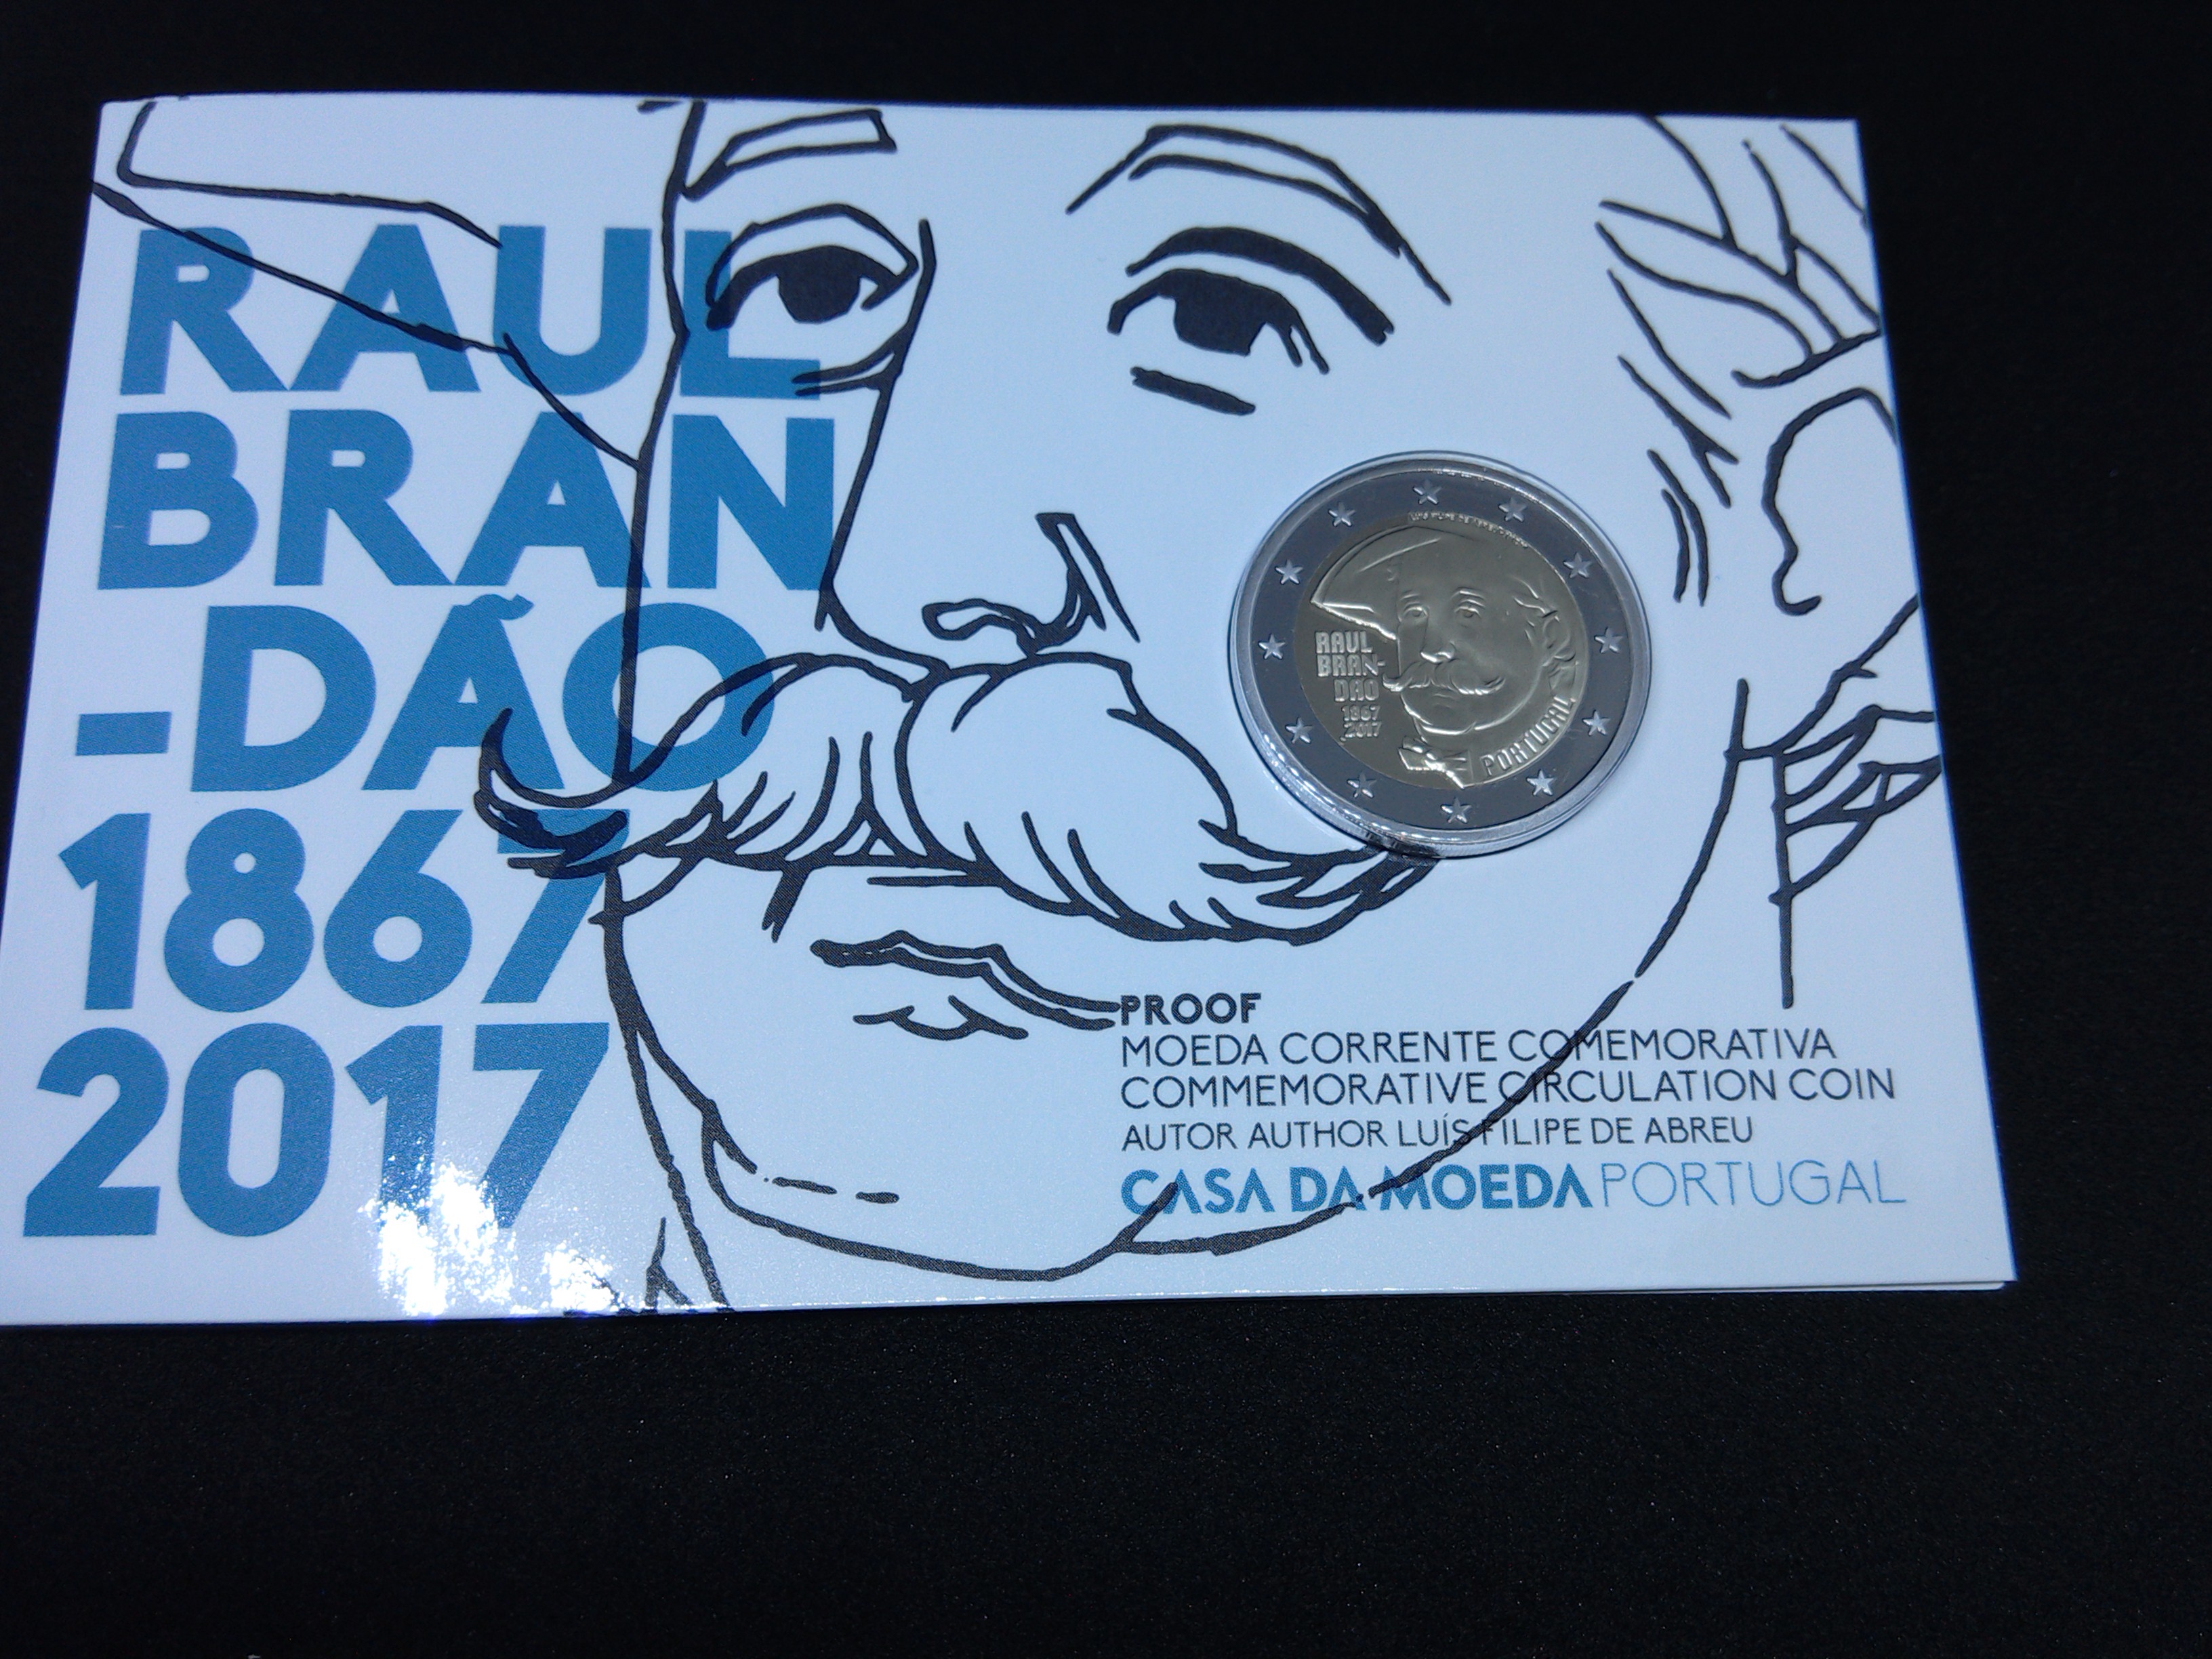 RAUL
BRAN
-DÃO
1867
2017
RAUL
BRAN-
DÃO
1867
2017
PORTUGAL
PROOF
MOEDA CORRENTE COMEMORATIVA
COMMEMORATIVE CIRCULATION COIN
AUTOR AUTHOR LUÍS FILIPE DE ABREU
CASA DA MOEDA PORTUGAL